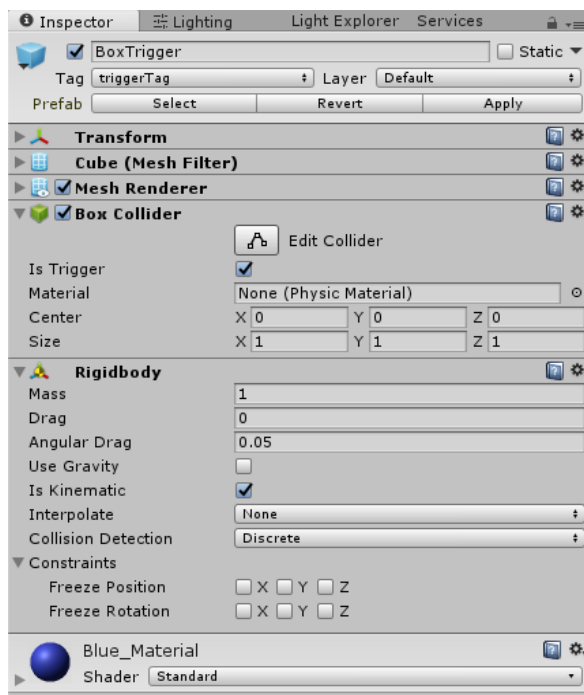 Inspector Lighting Light Explorer Services
BoxTrigger Static
Tag triggerTag Layer Default
Prefab Select Revert Apply
Transform
Cube (Mesh Filter)
Mesh Renderer
Box Collider
Edit Collider
Is Trigger
Material None (Physic Material)
Center X 0 Y 0 Z 0
Size X 1 Y 1 Z 1
Rigidbody
Mass 1
Drag 0
Angular Drag 0.05
Use Gravity
Is Kinematic
Interpolate None
Collision Detection Discrete
Constraints
Freeze Position X Y Z
Freeze Rotation X Y Z
Blue_Material
Shader Standard